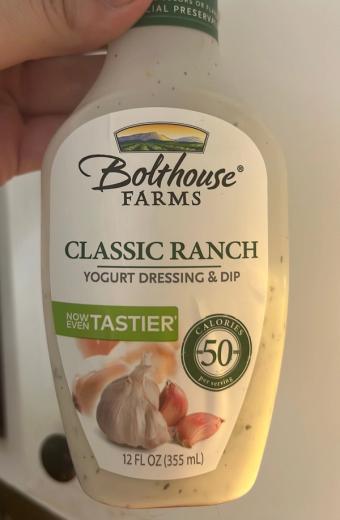 Bolthouse®
FARMS
CLASSIC RANCH
YOGURT DRESSING & DIP
NOW
EVEN TASTIER†
CALORIES
50
per serving
12 FL OZ (355 mL)